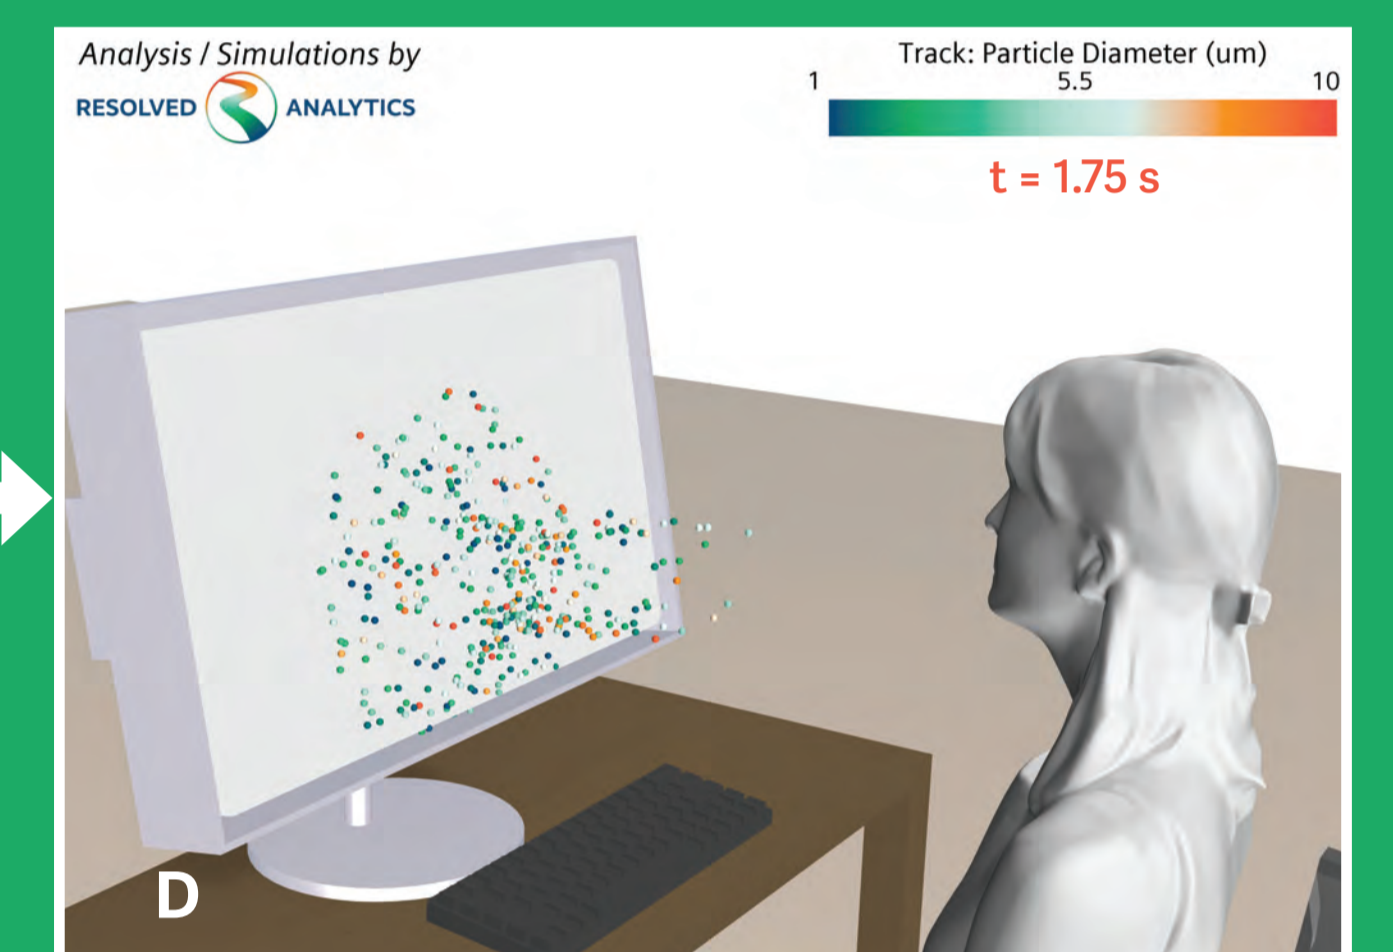 Analysis / Simulations by
RESOLVED ANALYTICS
Track: Particle Diameter (um)
1 5.5 10
t = 1.75 s
D